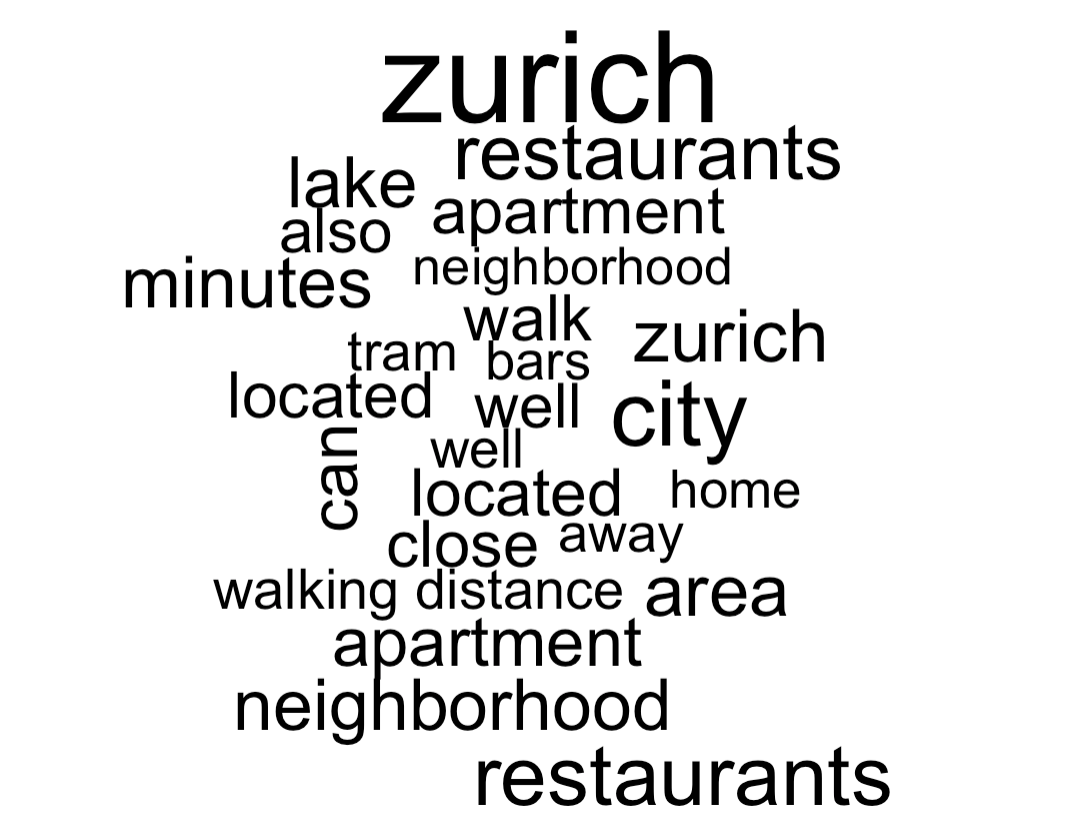 zurich
restaurants
lake
apartment
also
neighborhood
minutes
walk
zurich
tram
bars
located
well
city
can
well
located
home
close
away
walking distance
area
apartment
neighborhood
restaurants